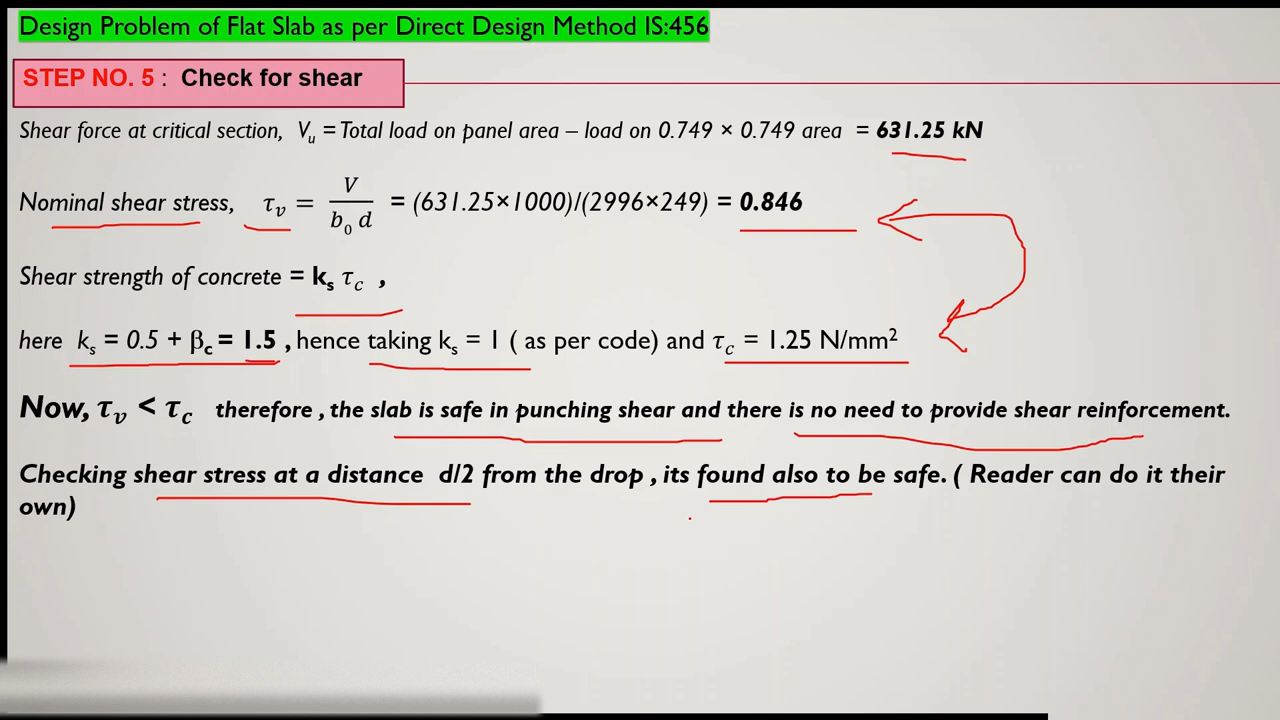 Design Problem of Flat Slab as per Direct Design Method IS:456
STEP NO. 5 : Check for shear
Shear force at critical section, Vᵤ = Total load on panel area – load on 0.749 × 0.749 area = 631.25 kN
Nominal shear stress, τᵥ = V / b₀ d = (631.25×1000)/(2996×249) = 0.846
Shear strength of concrete = kₛ τ_c ,
here kₛ = 0.5 + β_c = 1.5 , hence taking kₛ = 1 ( as per code) and τ_c = 1.25 N/mm²
Now, τᵥ < τ_c therefore , the slab is safe in punching shear and there is no need to provide shear reinforcement.
Checking shear stress at a distance d/2 from the drop , its found also to be safe. ( Reader can do it their
own)